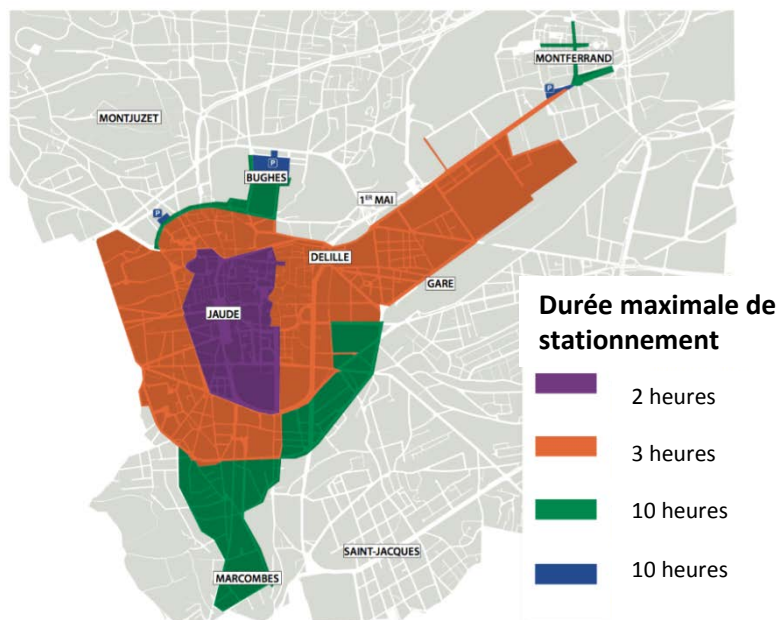 MONTFERRAND
P
MONTJUZET
P
BUGHES
1ER MAI
P
DELILLE
GARE
JAUDE
Durée maximale de
stationnement
2 heures
3 heures
10 heures
10 heures
SAINT-JACQUES
MARCOMBES